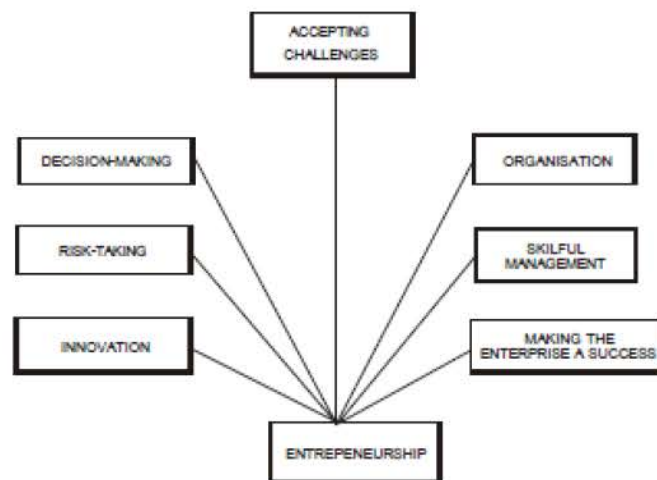 ACCEPTING
CHALLENGES
DECISION-MAKING
ORGANISATION
RISK-TAKING
SKILFUL
MANAGEMENT
INNOVATION
MAKING THE
ENTERPRISE A SUCCESS
ENTREPENEURSHIP